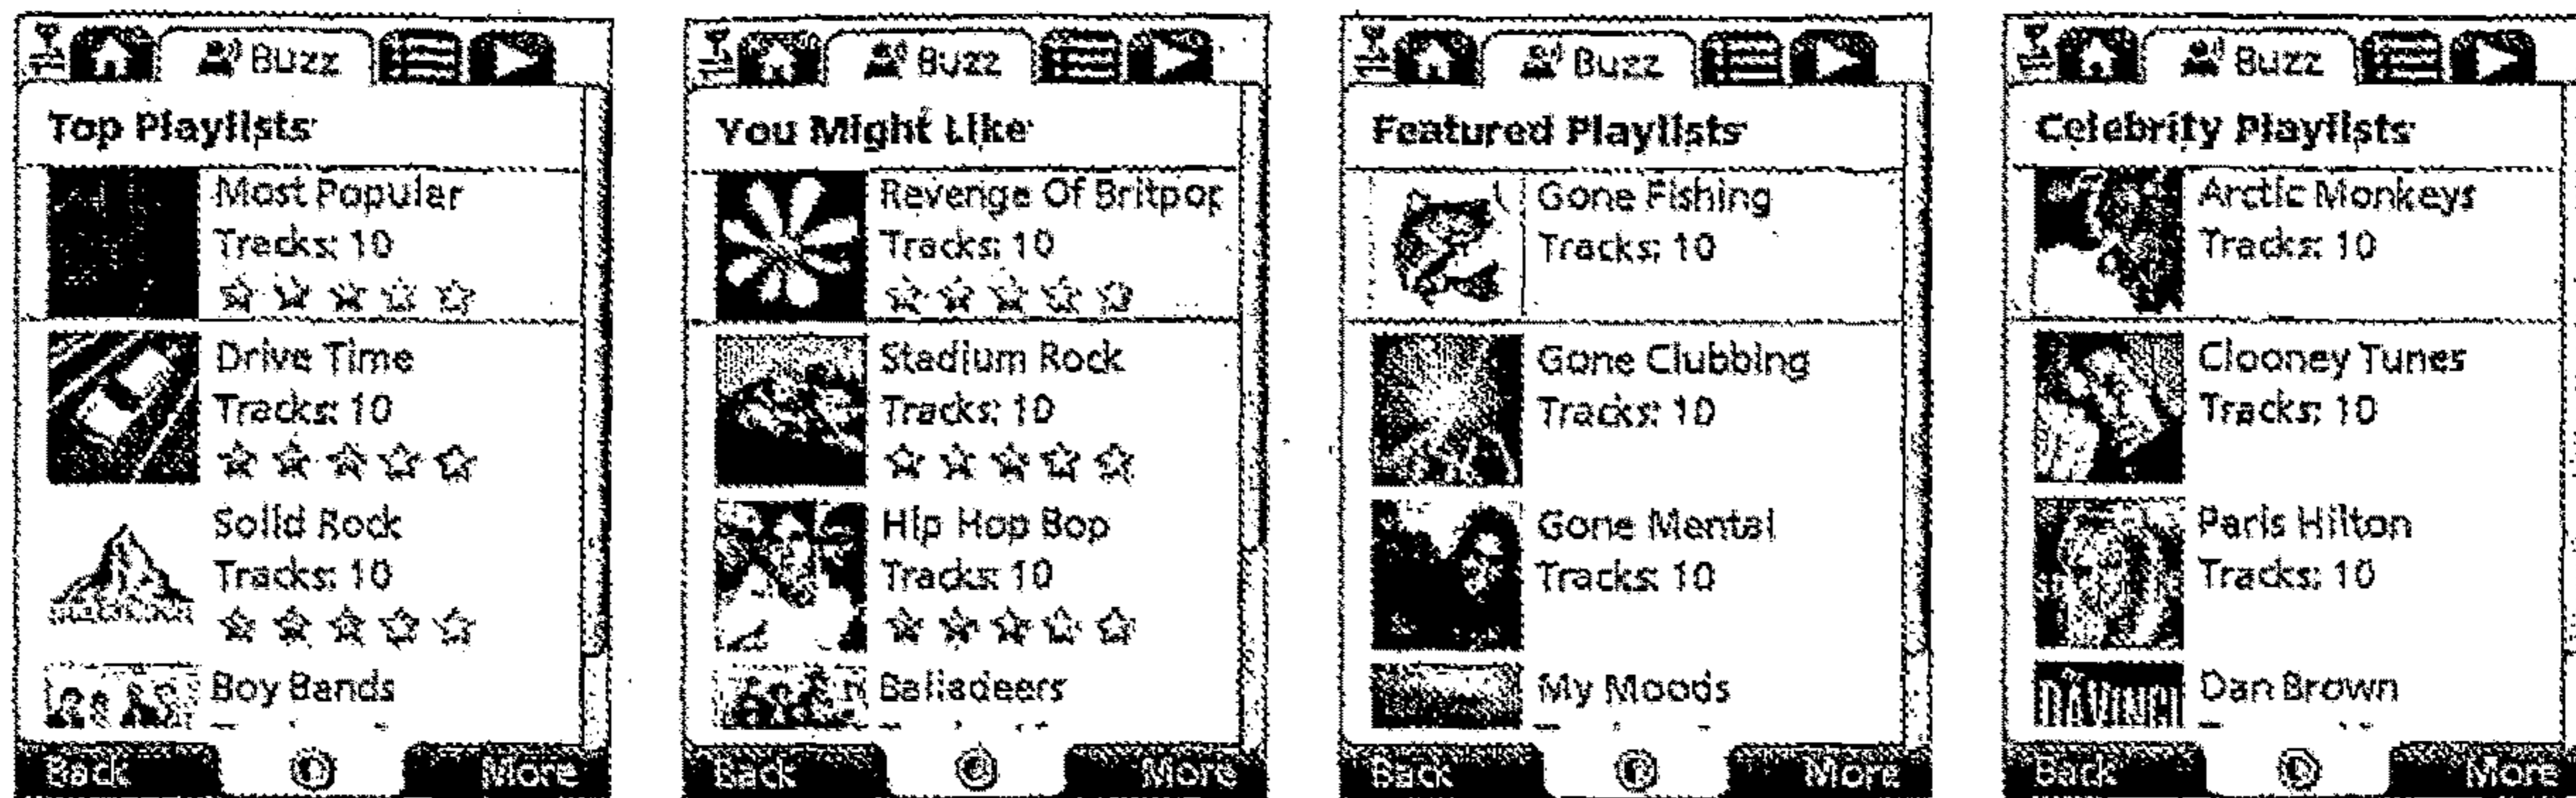 Buzz
Top Playlists
Most Popular
Tracks: 10
Drive Time
Tracks: 10
Solid Rock
Tracks: 10
Boy Bands
Back
More
Buzz
You Might Like
Revenge Of Britpop
Tracks: 10
Stadium Rock
Tracks: 10
Hip Hop Bop
Tracks: 10
Balladeers
Back
More
Buzz
Featured Playlists
Gone Fishing
Tracks: 10
Gone Clubbing
Tracks: 10
Gone Mental
Tracks: 10
My Moods
Back
More
Buzz
Celebrity Playlists
Arctic Monkeys
Tracks: 10
Clooney Tunes
Tracks: 10
Paris Hilton
Tracks: 10
DAVINCI
Dan Brown
Back
More